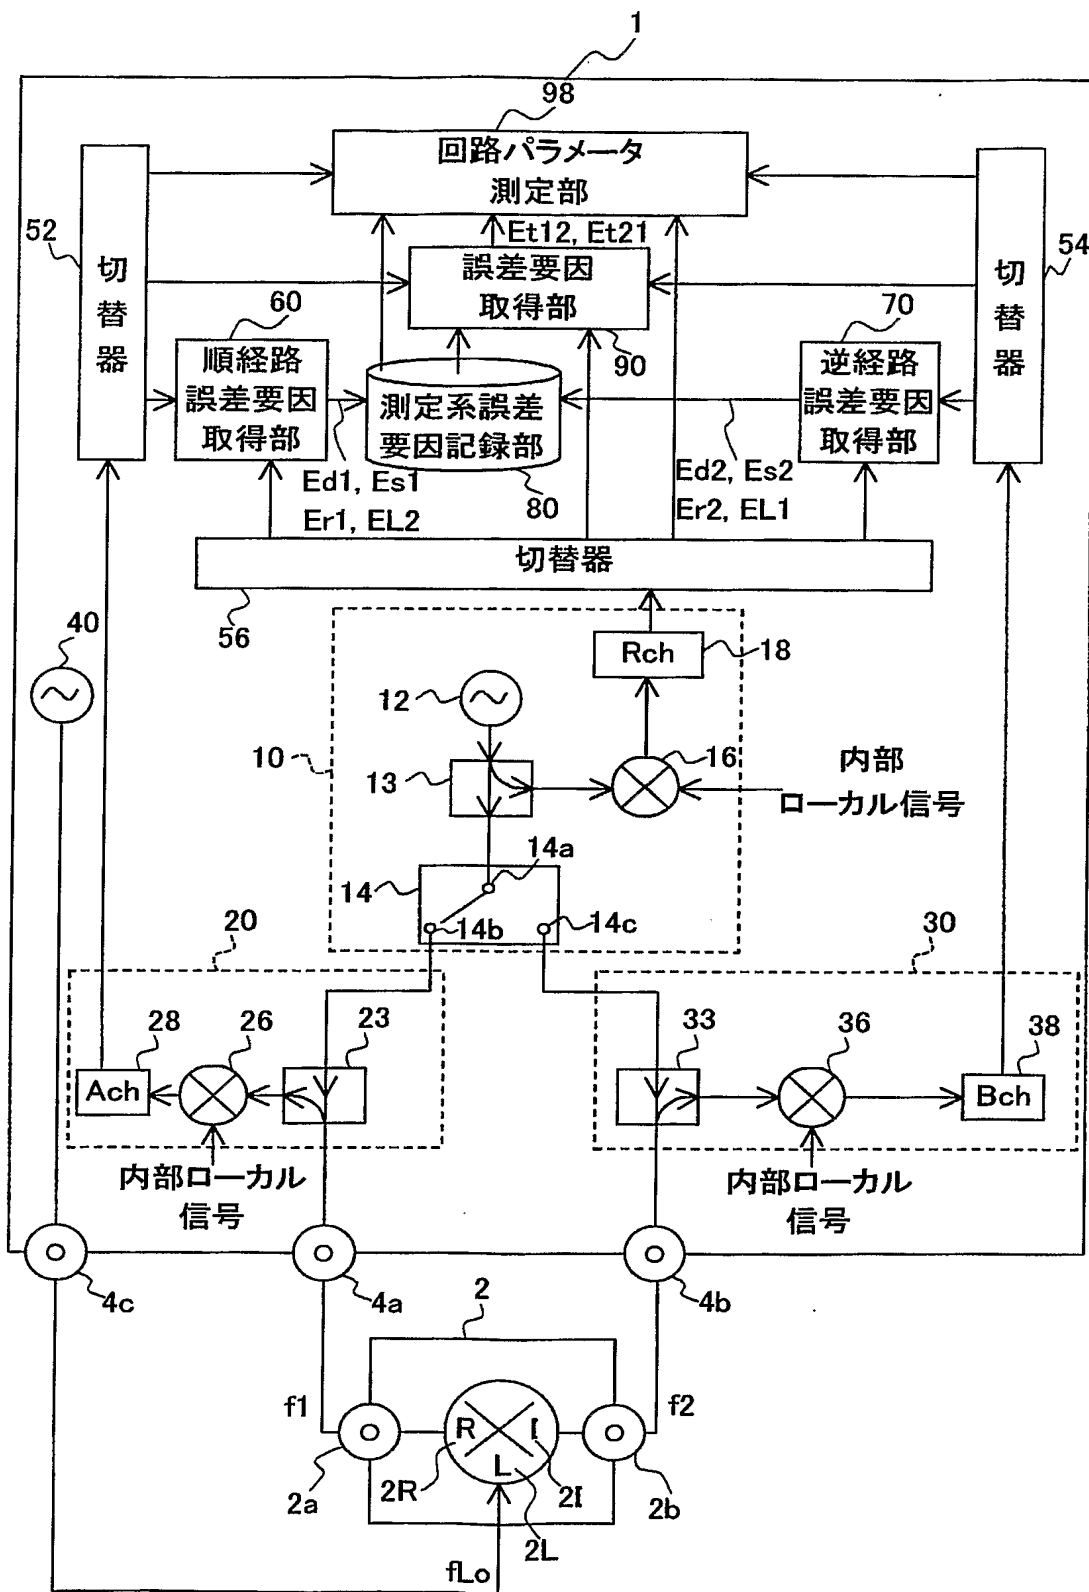 1
98
回路パラメータ
測定部
52
切替器
Et12, Et21
54
切替器
誤差要因
取得部
60
70
90
順経路
誤差要因
取得部
測定系誤差
要因記録部
逆経路
誤差要因
取得部
Ed1, Es1
Er1, EL2
80
Ed2, Es2
Er2, EL1
切替器
56
40
Rch
18
12
10
13
16
内部
ローカル信号
14
14a
14b
14c
20
30
28
26
23
33
36
38
Ach
Bch
内部ローカル
信号
内部ローカル
信号
4c
4a
2
4b
f1
R
I
L
f2
2a
2R
2I
2b
2L
fLo